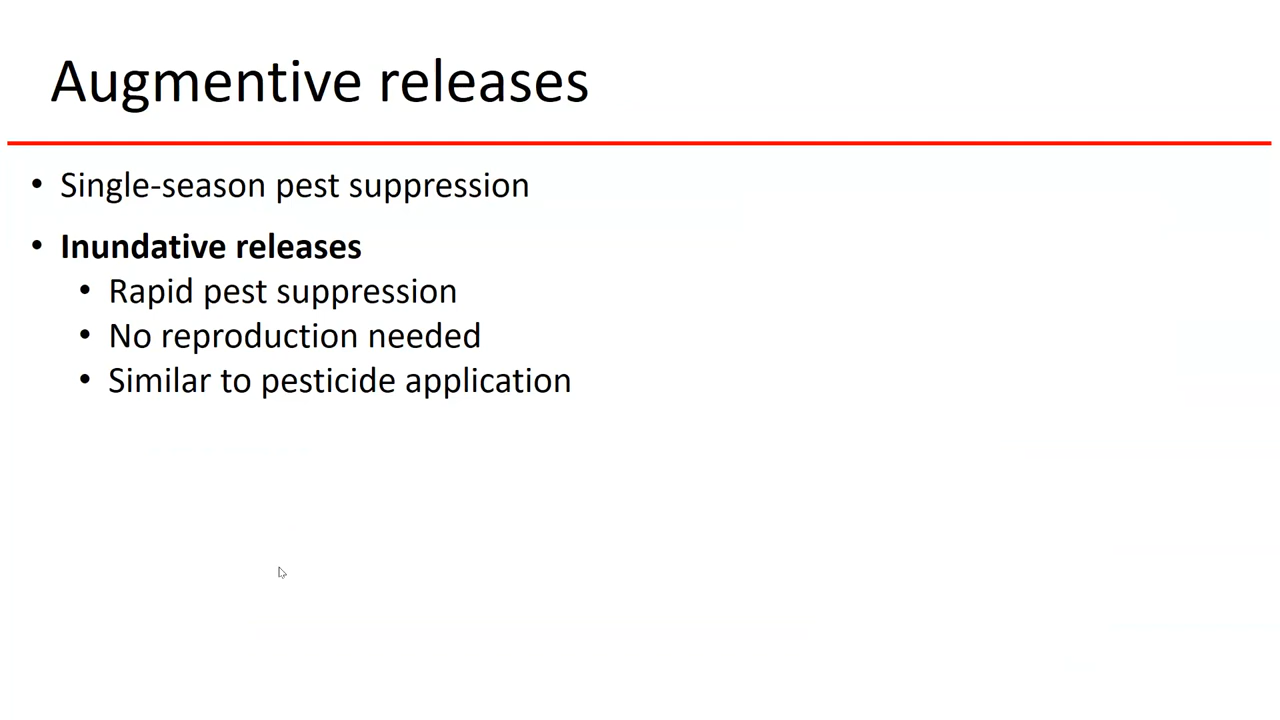 Augmentive releases
• Single-season pest suppression
• Inundative releases
• Rapid pest suppression
• No reproduction needed
• Similar to pesticide application